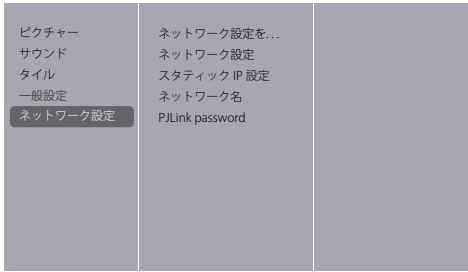 ピクチャー
サウンド
タイル
一般設定
ネットワーク設定
ネットワーク設定を...
ネットワーク設定
スタティック IP 設定
ネットワーク名
PJLink password